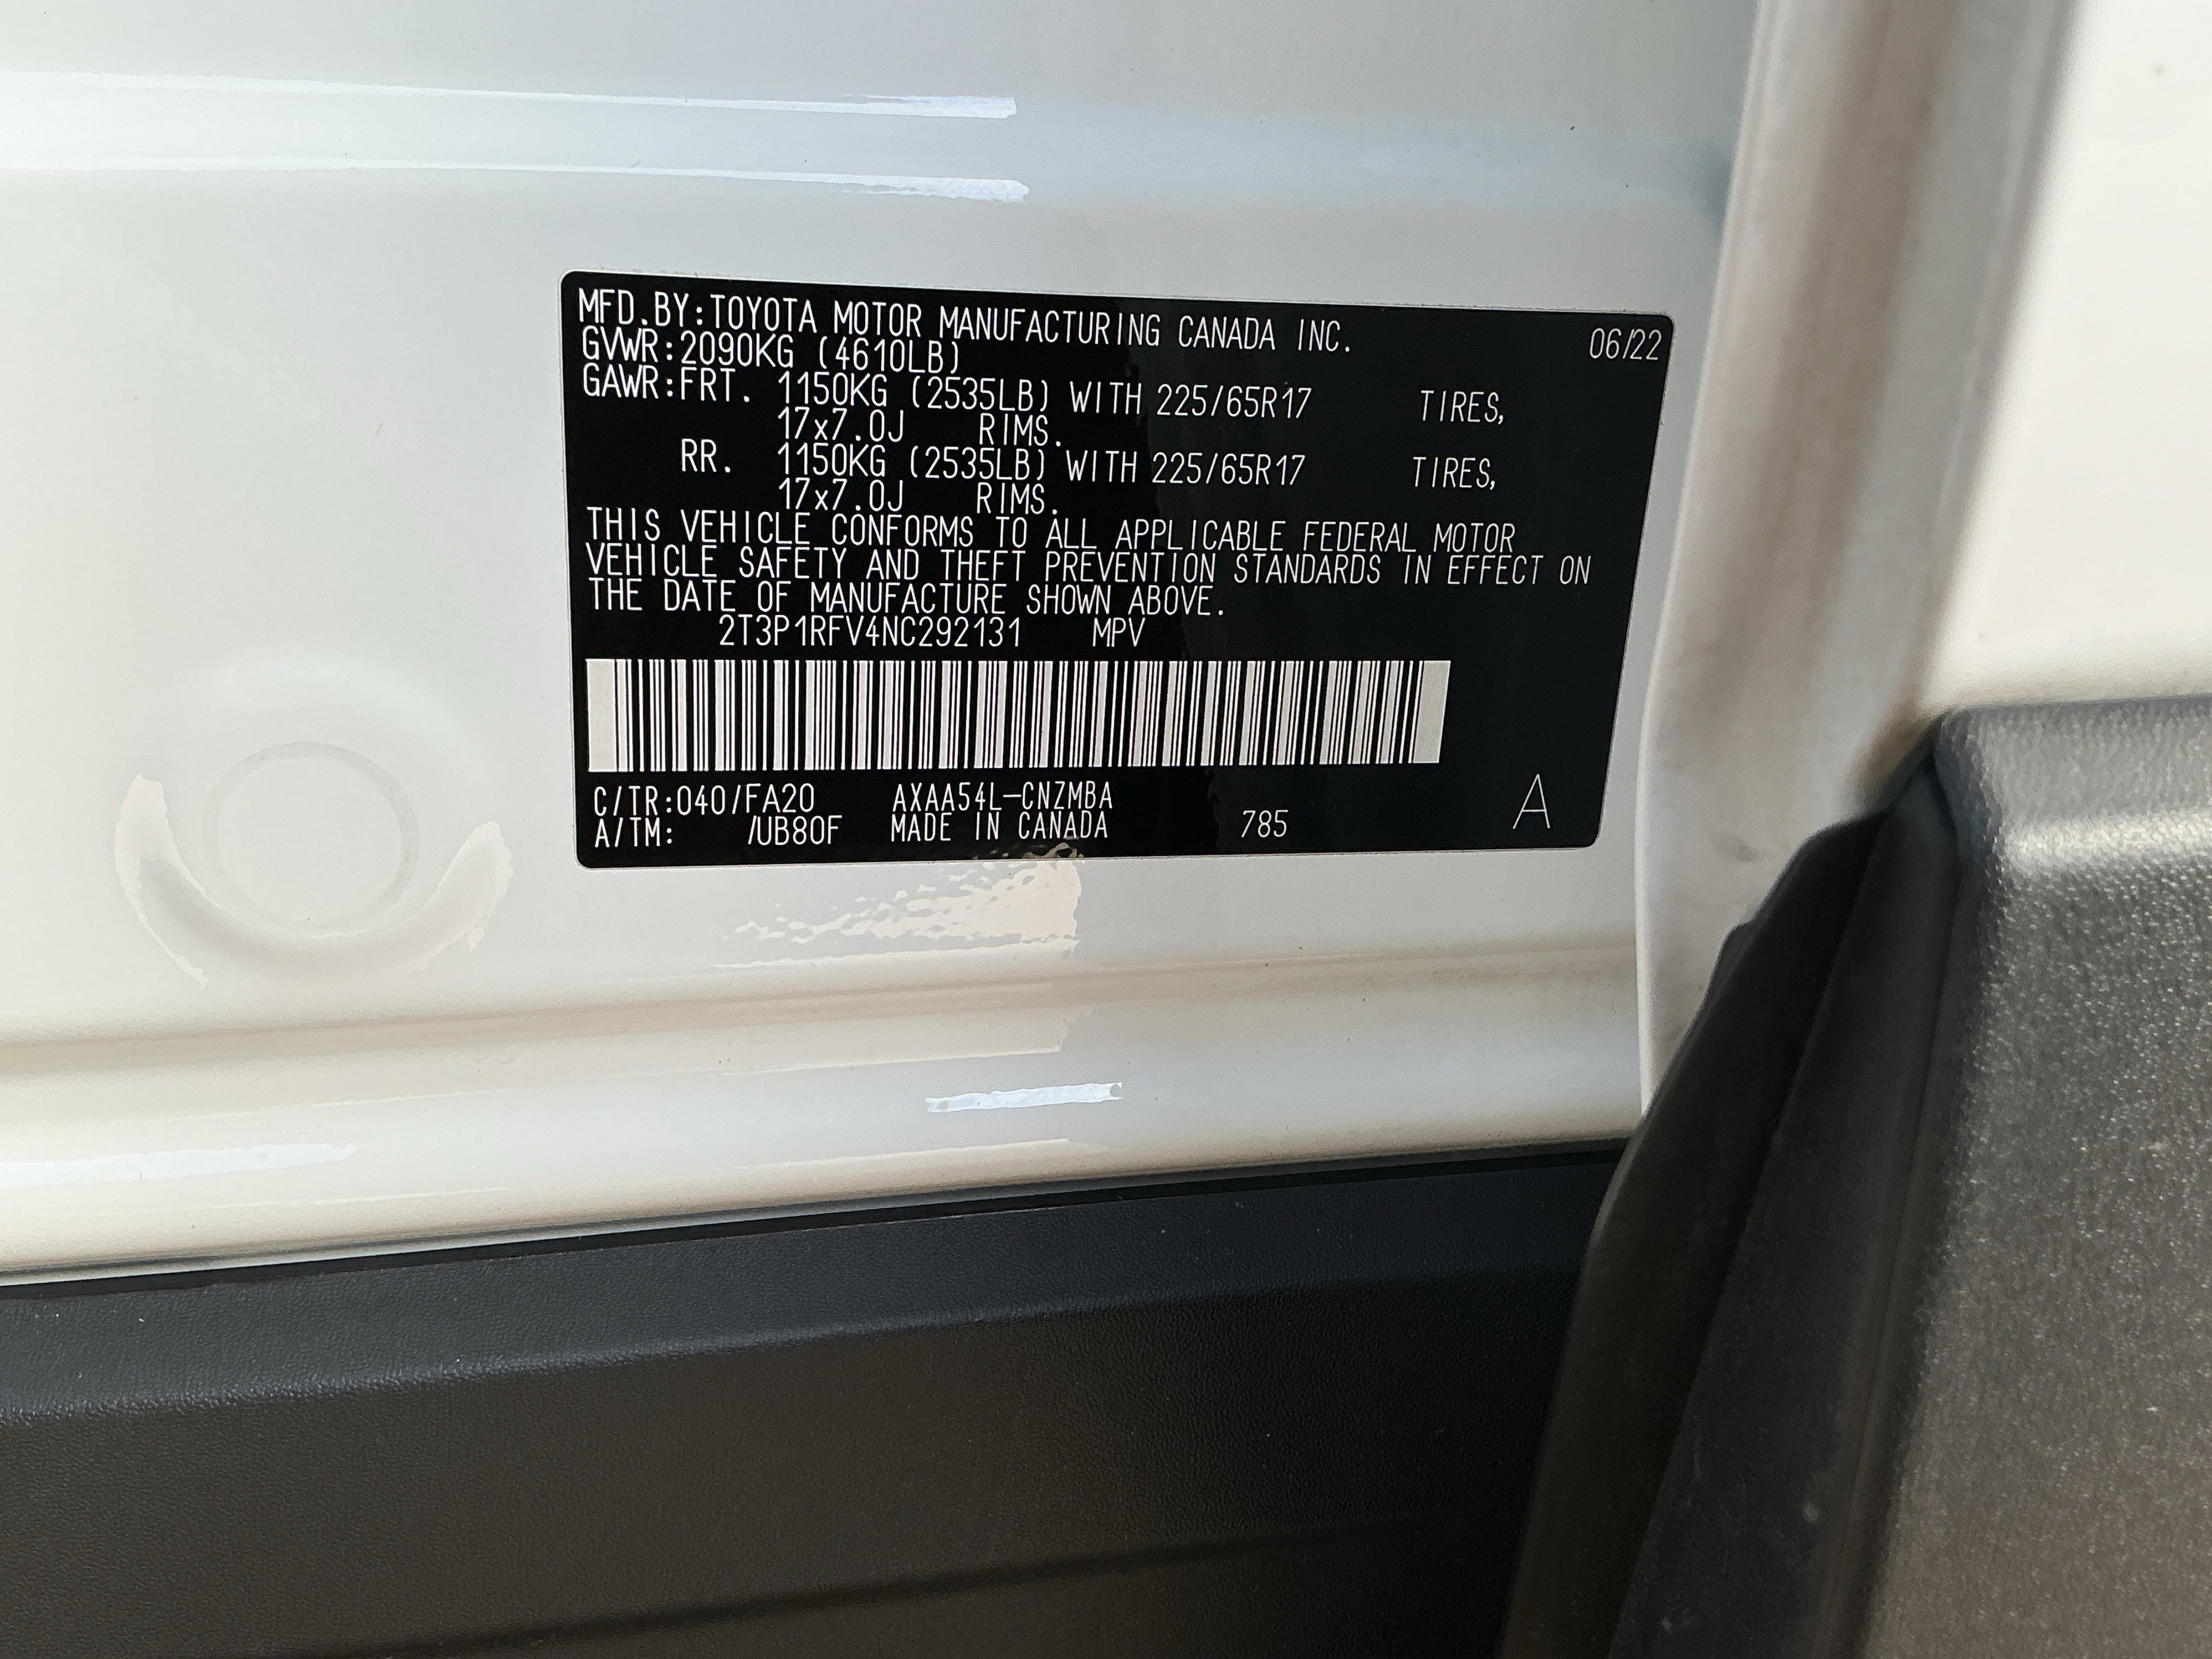 MFD.BY:TOYOTA MOTOR MANUFACTURING CANADA INC. 06/22
GVWR:2090KG (4610LB)
GAWR:FRT. 1150KG (2535LB) WITH 225/65R17 TIRES,
17x7.0J RIMS.
RR. 1150KG (2535LB) WITH 225/65R17 TIRES,
17x7.0J RIMS.
THIS VEHICLE CONFORMS TO ALL APPLICABLE FEDERAL MOTOR
VEHICLE SAFETY AND THEFT PREVENTION STANDARDS IN EFFECT ON
THE DATE OF MANUFACTURE SHOWN ABOVE.
2T3P1RFV4NC292131 MPV
C/TR:040/FA20 AXAA54L-CNZMBA
A/TM: /UB80F MADE IN CANADA 785 A